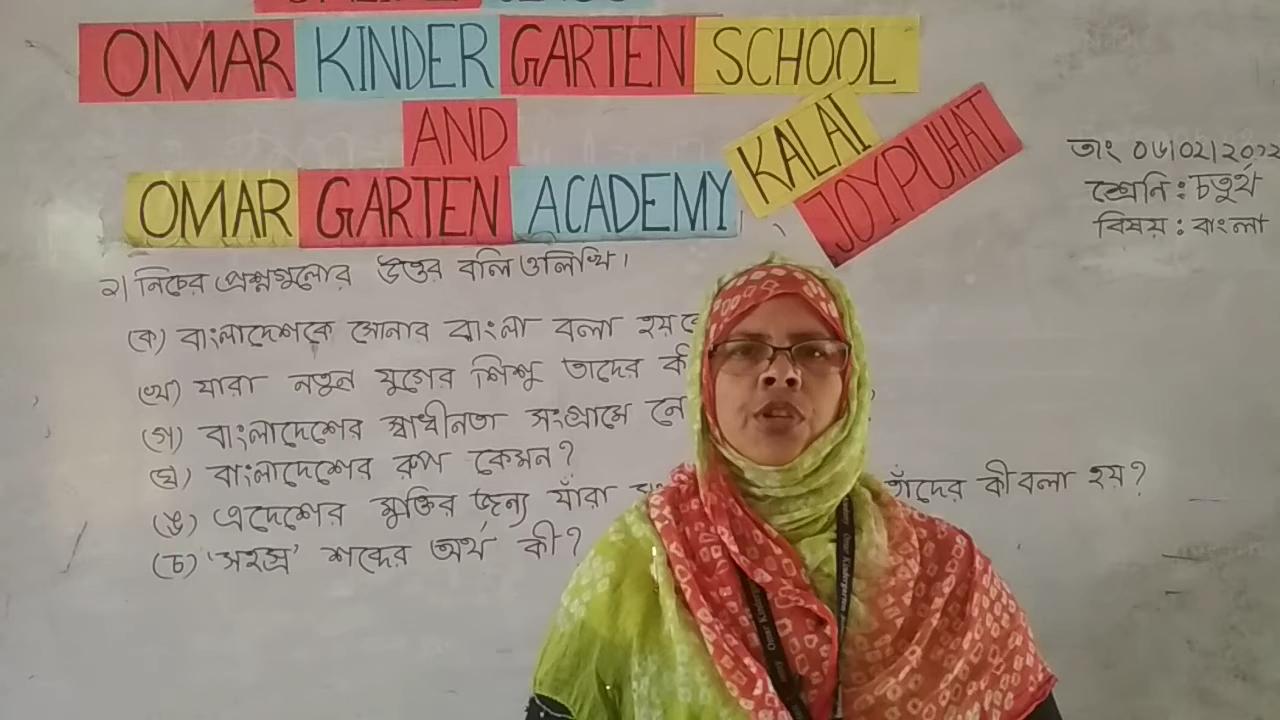 OMAR KINDER GARTEN SCHOOL
AND
OMAR GARTEN ACADEMY
KALAI
JOYPUHAT
তাং ০৬।০২।২০২২
শ্রেনি : চতুর্থ
বিষয় : বাংলা
২। নিচের প্রশ্নগুলোর উত্তর বলি ও লিখি।
(ক) বাংলাদেশকে সোনার বাংলা বলা হয়
(খ) যারা নতুন যুগের শিশু তাদের
(গ) বাংলাদেশের স্বাধীনতা সংগ্রামে
(ঘ) বাংলাদেশের রুপ কেমন?
(ঙ) এদেশের মুক্তির জন্য যাঁরা তাঁদের কী বলা হয়?
(চ) 'সহস্র' শব্দের অর্থ কী?